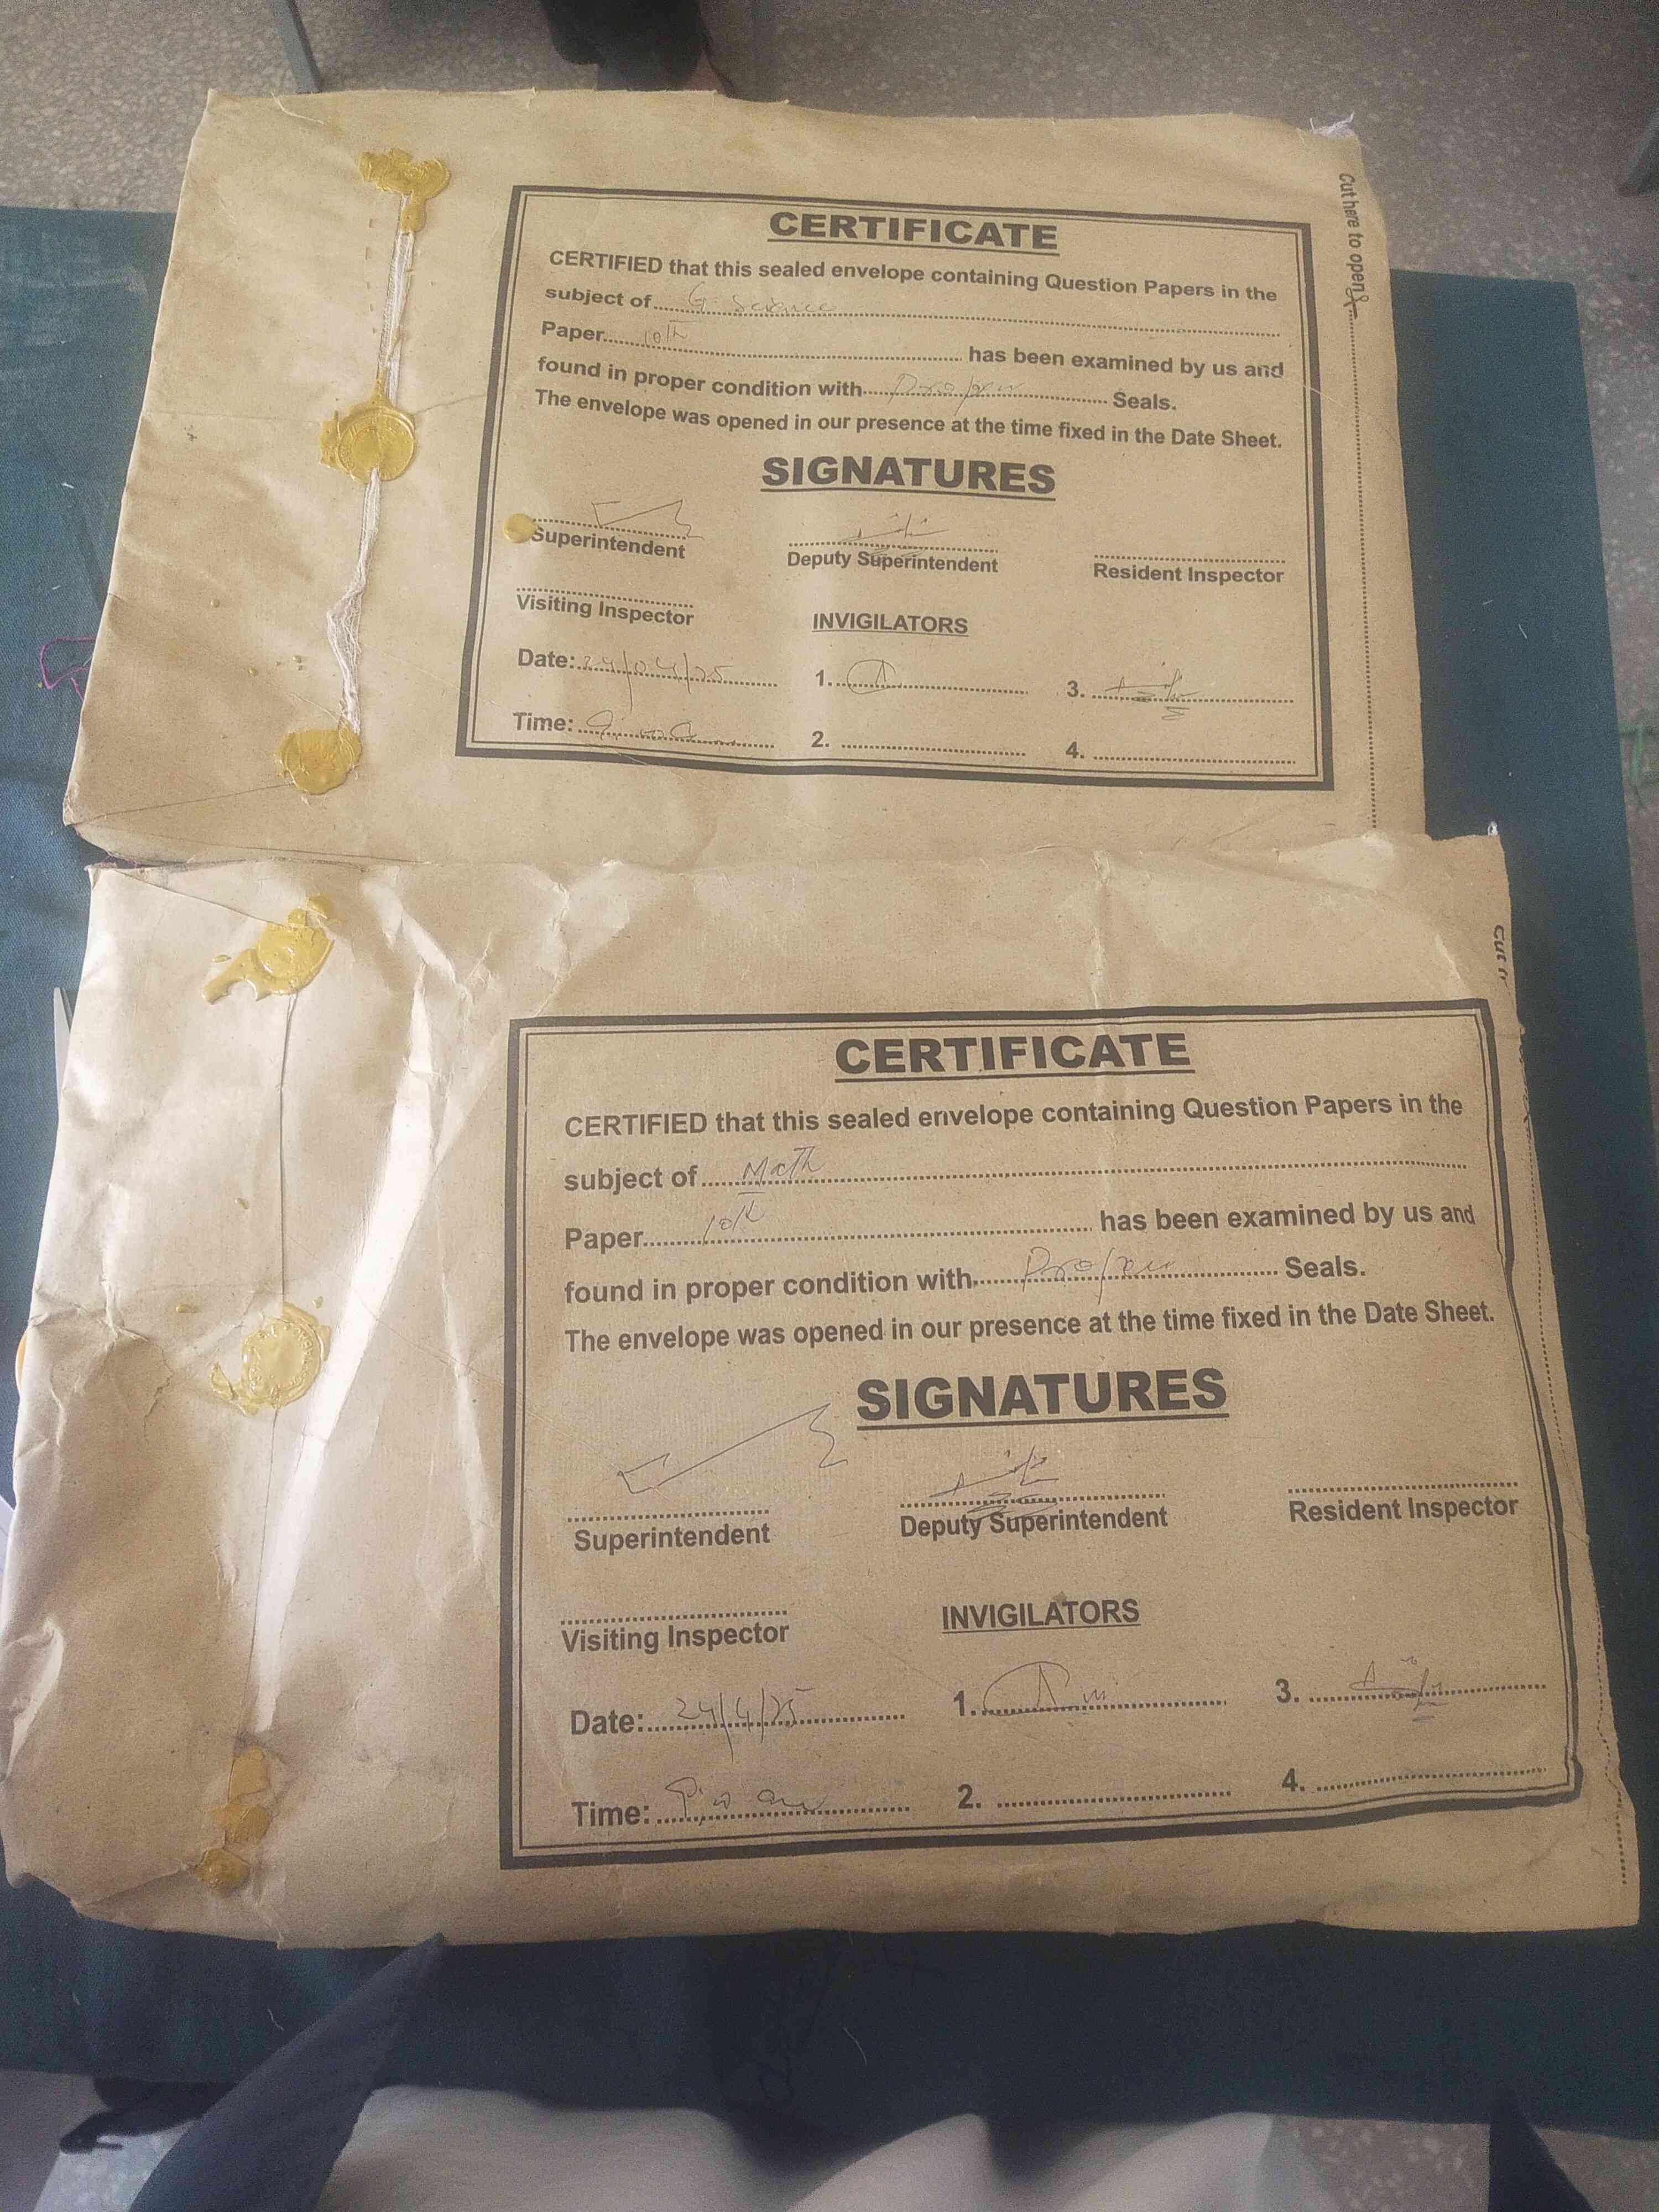 CERTIFICATE
CERTIFIED that this sealed envelope containing Question Papers in the
subject of G. Science
Paper 10th has been examined by us and
found in proper condition with Proper Seals.
The envelope was opened in our presence at the time fixed in the Date Sheet.
SIGNATURES
Superintendent Deputy Superintendent Resident Inspector
Visiting Inspector INVIGILATORS
Date: 24/04/25 1. 3.
Time: 2. 4.
Cut here to open
CERTIFICATE
CERTIFIED that this sealed envelope containing Question Papers in the
subject of Math
Paper 10th has been examined by us and
found in proper condition with Proper Seals.
The envelope was opened in our presence at the time fixed in the Date Sheet.
SIGNATURES
Superintendent Deputy Superintendent Resident Inspector
Visiting Inspector INVIGILATORS
Date: 24/4/25 1. 3.
Time: 2. 4.
Cut